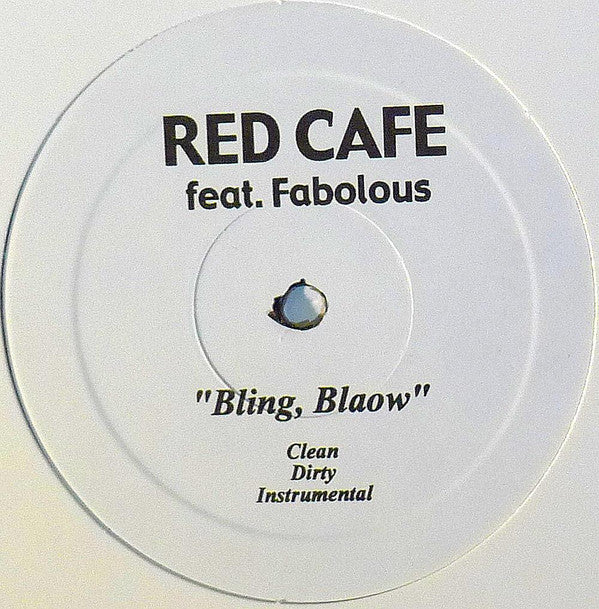 RED CAFE
feat. Fabolous
"Bling, Blaow"
Clean
Dirty
Instrumental